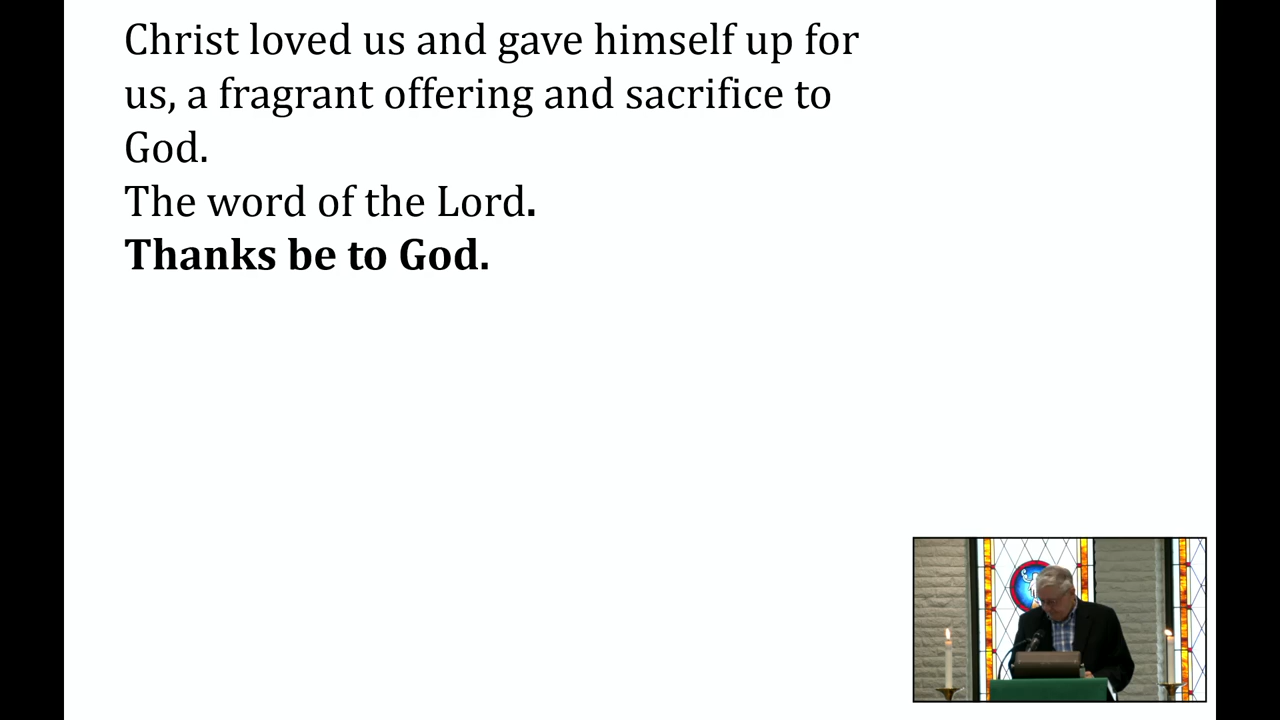 Christ loved us and gave himself up for
us, a fragrant offering and sacrifice to
God.
The word of the Lord.
Thanks be to God.